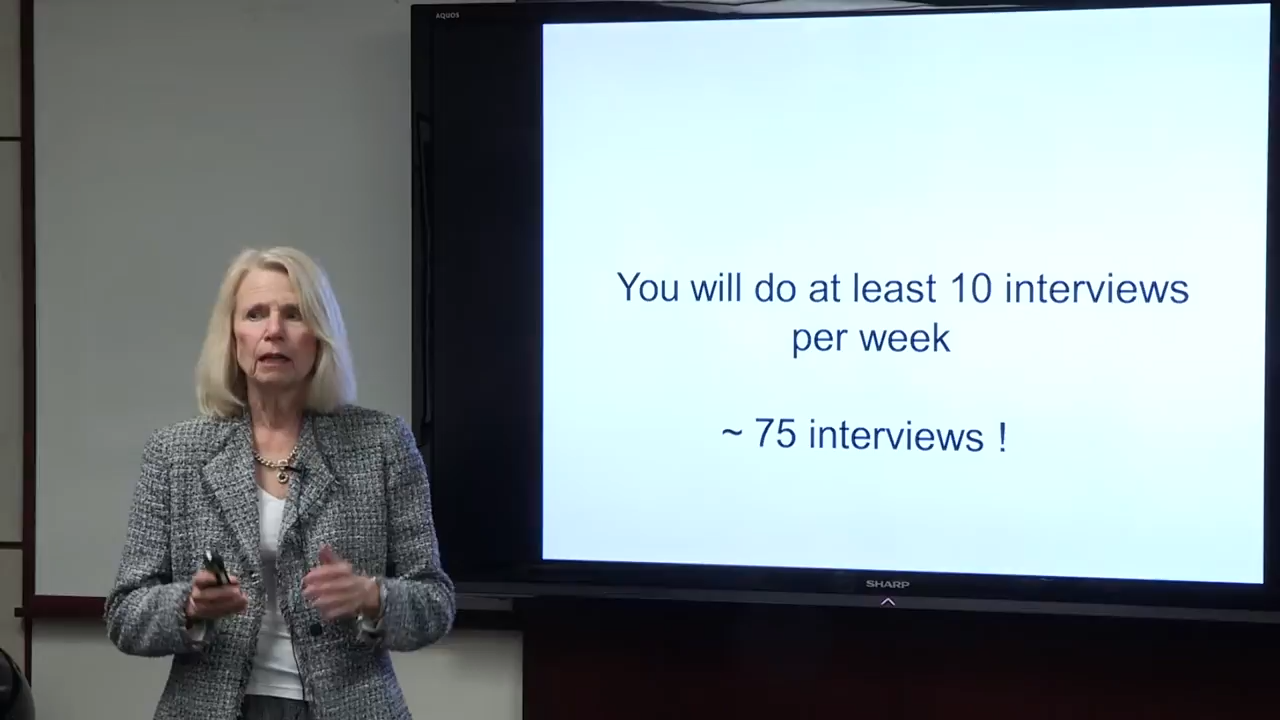 AQUOS
You will do at least 10 interviews
per week
~ 75 interviews !
SHARP